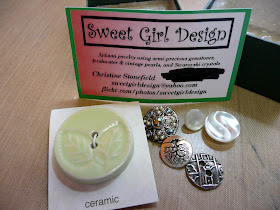 Sweet Girl Design
Artisan jewelry using semi-precious gemstones,
freshwater & vintage pearls, and Swarovski crystals
Christine Stonefield
sweetgirldesign@yahoo.com
flickr.com/photos/sweetgirldesign
ceramic